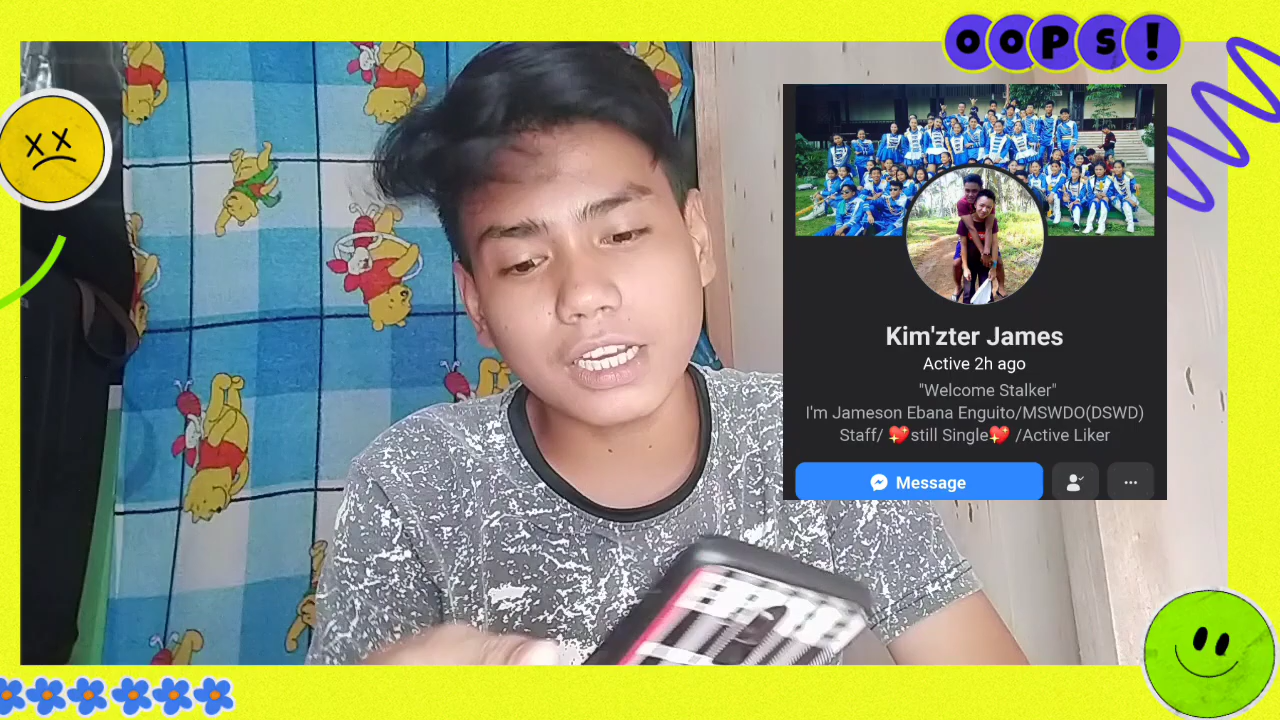 OOPS!
Kim'zter James
Active 2h ago
"Welcome Stalker"
I'm Jameson Ebana Enguito/MSWDO(DSWD)
Staff/ 💖still Single💖 /Active Liker
Message